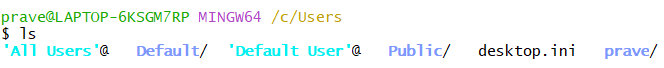 prave@LAPTOP-6KSGM7RP MINGW64 /c/Users
$ ls
'All Users'@   Default/  'Default User'@   Public/   desktop.ini   prave/